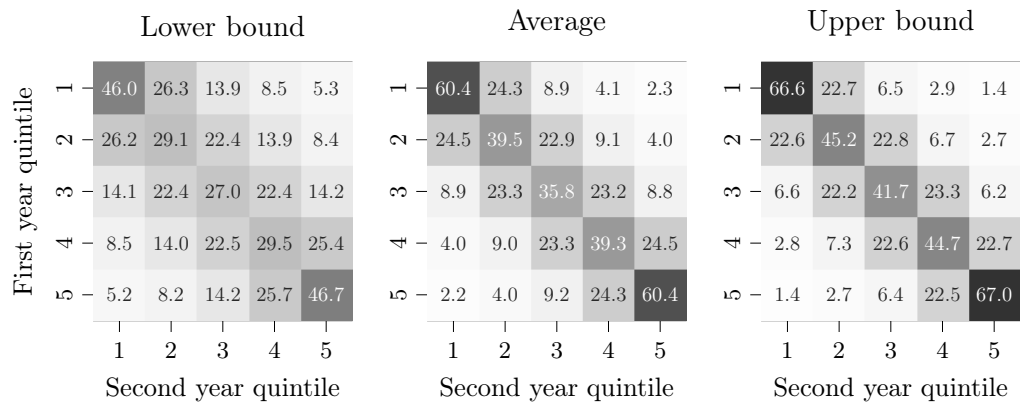 Lower bound
Average
Upper bound
First year quintile
1 46.0 26.3 13.9 8.5 5.3
2 26.2 29.1 22.4 13.9 8.4
3 14.1 22.4 27.0 22.4 14.2
4 8.5 14.0 22.5 29.5 25.4
5 5.2 8.2 14.2 25.7 46.7
1 2 3 4 5
Second year quintile
1 60.4 24.3 8.9 4.1 2.3
2 24.5 39.5 22.9 9.1 4.0
3 8.9 23.3 35.8 23.2 8.8
4 4.0 9.0 23.3 39.3 24.5
5 2.2 4.0 9.2 24.3 60.4
1 2 3 4 5
Second year quintile
1 66.6 22.7 6.5 2.9 1.4
2 22.6 45.2 22.8 6.7 2.7
3 6.6 22.2 41.7 23.3 6.2
4 2.8 7.3 22.6 44.7 22.7
5 1.4 2.7 6.4 22.5 67.0
1 2 3 4 5
Second year quintile